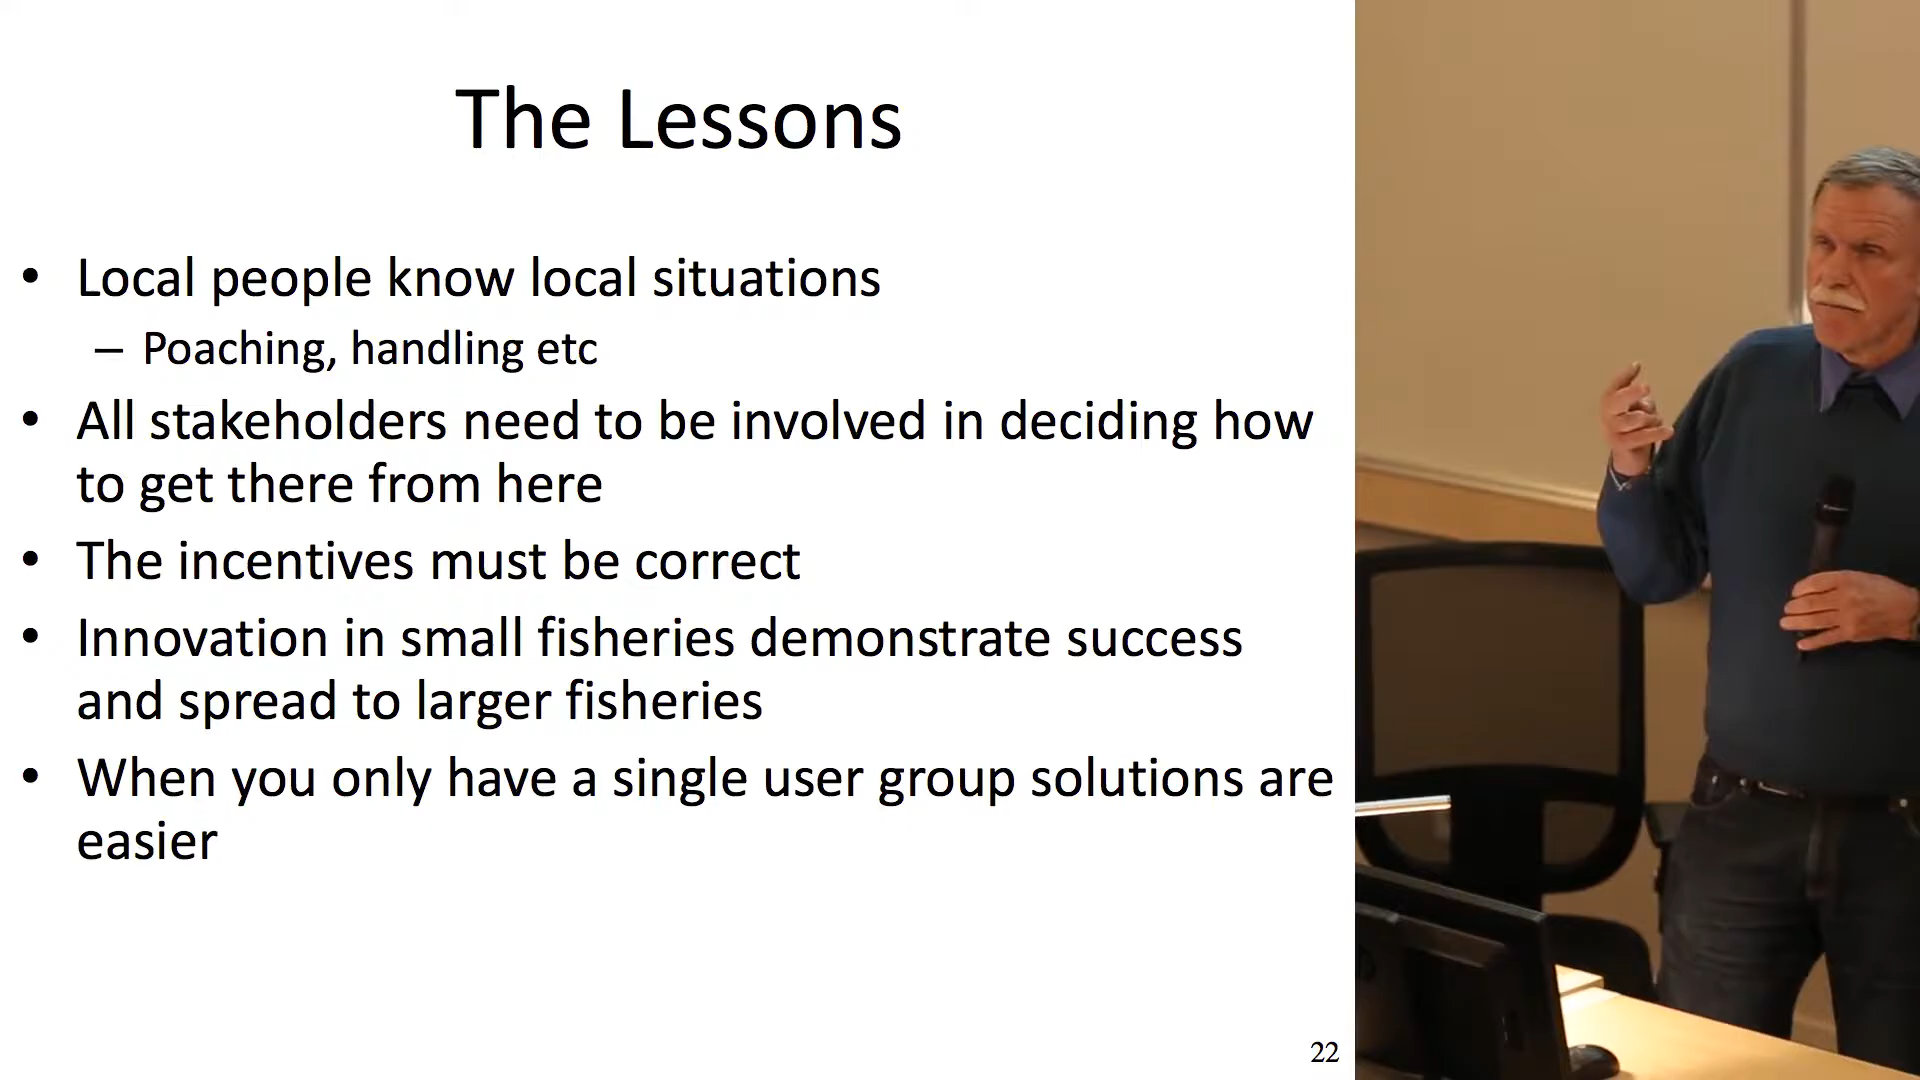 The Lessons
• Local people know local situations
– Poaching, handling etc
• All stakeholders need to be involved in deciding how
to get there from here
• The incentives must be correct
• Innovation in small fisheries demonstrate success
and spread to larger fisheries
• When you only have a single user group solutions are
easier
22